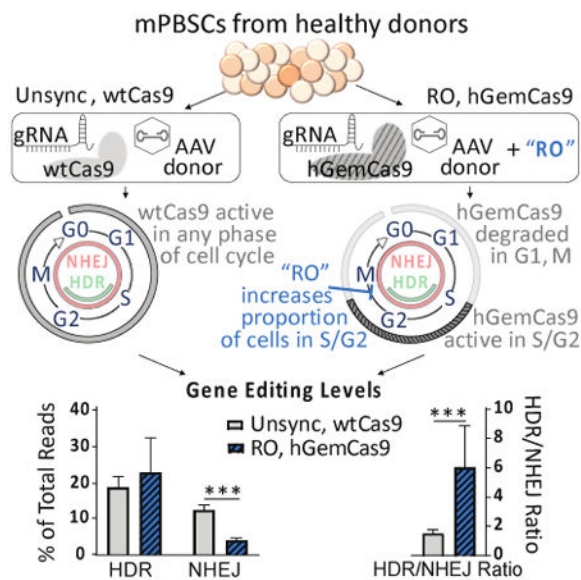 mPBSCs from healthy donors
Unsync, wtCas9
RO, hGemCas9
gRNA
wtCas9
AAV
donor
gRNA
hGemCas9
AAV
donor
+ "RO"
wtCas9 active
in any phase
of cell cycle
G0
G1
S
G2
M
NHEJ
HDR
hGemCas9
degraded
in G1, M
"RO"
increases
proportion
of cells in S/G2
G0
G1
S
G2
M
NHEJ
HDR
hGemCas9
active in S/G2
Gene Editing Levels
% of Total Reads
40
30
20
10
0
Unsync, wtCas9
RO, hGemCas9
***
HDR
NHEJ
***
10
8
6
4
2
0
HDR/NHEJ
Ratio
HDR/NHEJ Ratio